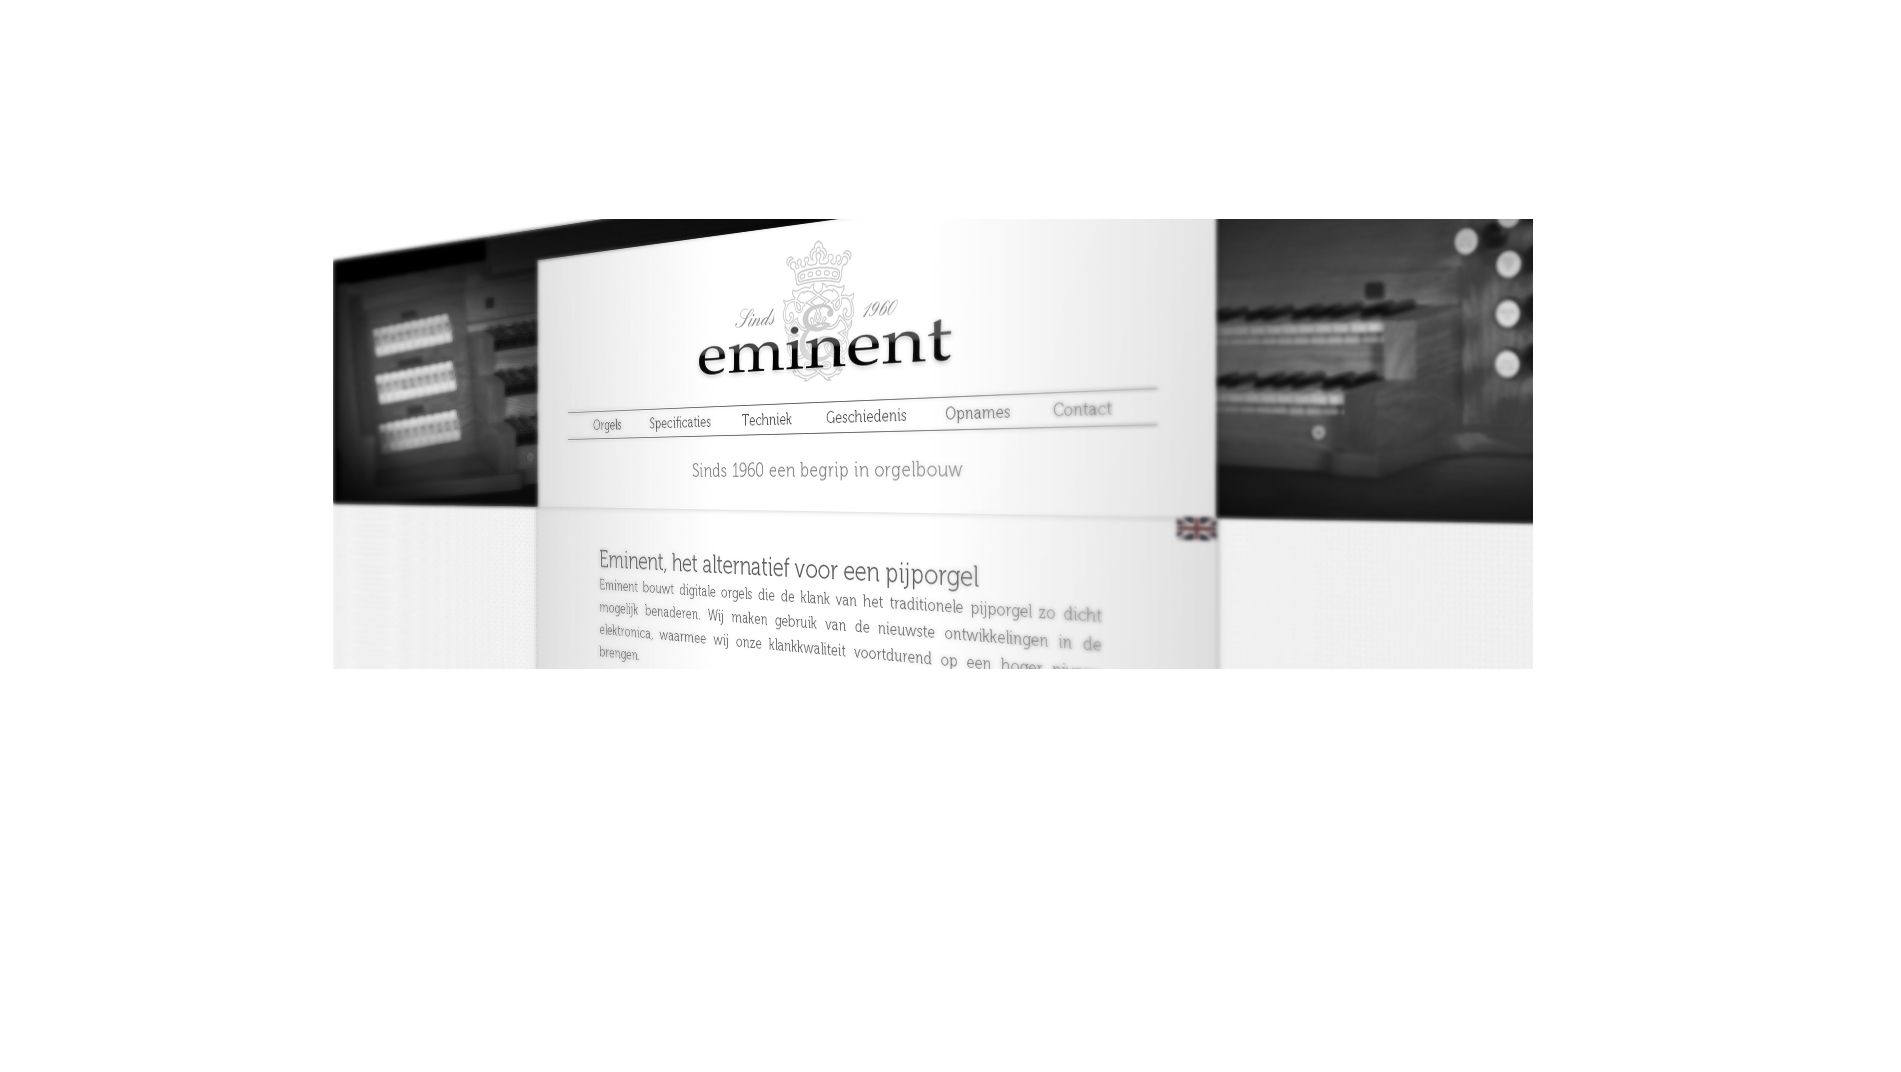 Sinds 1960
eminent
Orgels Specificaties Techniek Geschiedenis Opnames Contact
Sinds 1960 een begrip in orgelbouw
Eminent, het alternatief voor een pijporgel
Eminent bouwt digitale orgels die de klank van het traditionele pijporgel zo dicht
mogelijk benaderen. Wij maken gebruik van de nieuwste ontwikkelingen in de
elektronica, waarmee wij onze klankkwaliteit voortdurend op een hoger
brengen.